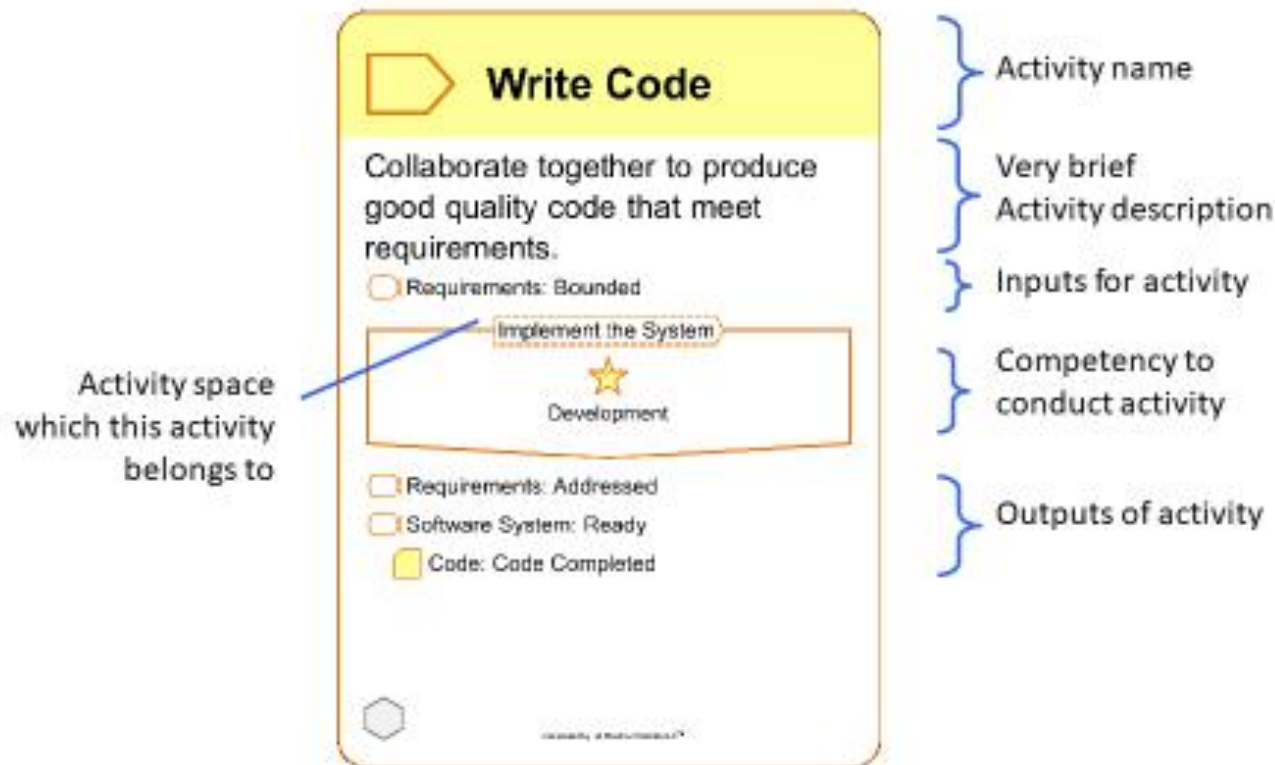 Write Code
Activity name
Collaborate together to produce
good quality code that meet
requirements.
Very brief
Activity description
Requirements: Bounded
Inputs for activity
Implement the System
Development
Competency to
conduct activity
Activity space
which this activity
belongs to
Requirements: Addressed
Software System: Ready
Code: Code Completed
Outputs of activity